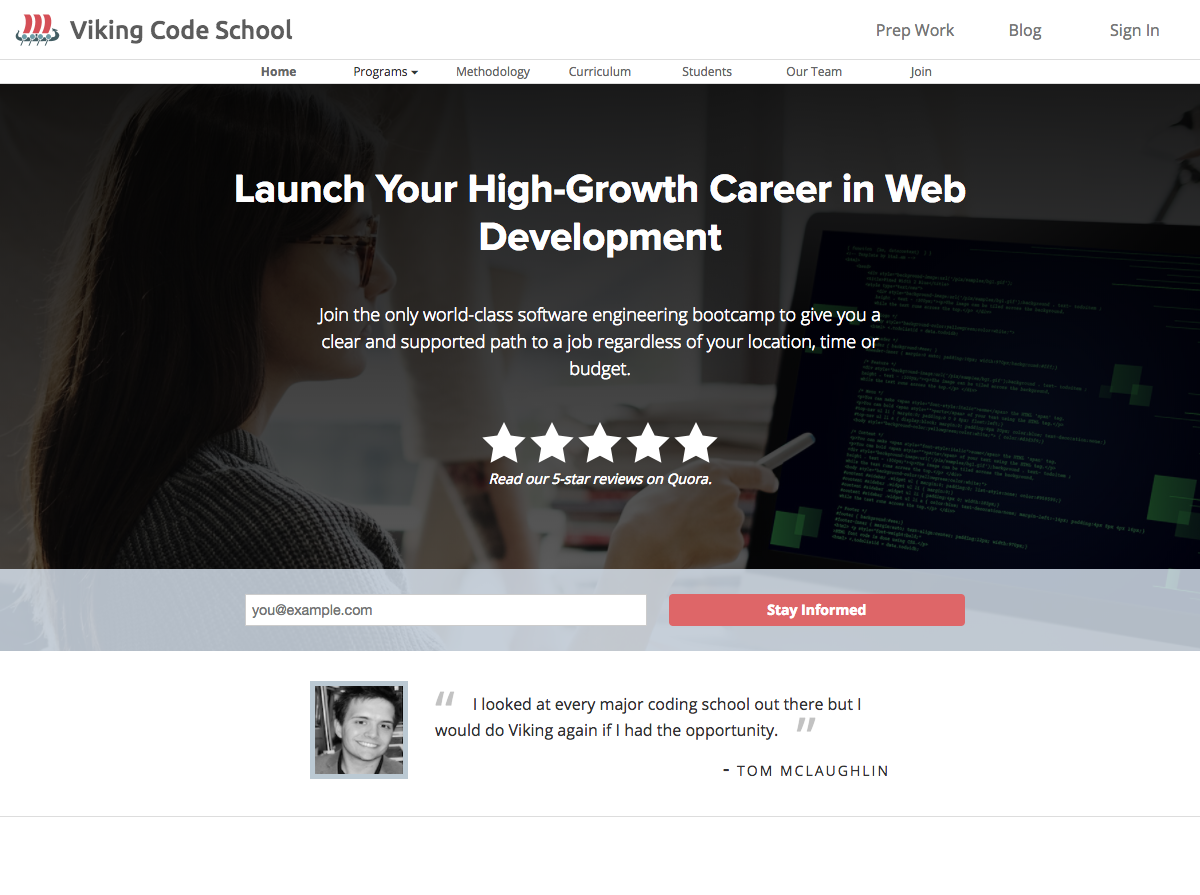 Viking Code School
Prep Work
Blog
Sign In
Home
Programs
Methodology
Curriculum
Students
Our Team
Join
Launch Your High-Growth Career in Web
Development
Join the only world-class software engineering bootcamp to give you a
clear and supported path to a job regardless of your location, time or
budget.
Read our 5-star reviews on Quora.
you@example.com
Stay Informed
“ I looked at every major coding school out there but I
would do Viking again if I had the opportunity. ”
- TOM MCLAUGHLIN